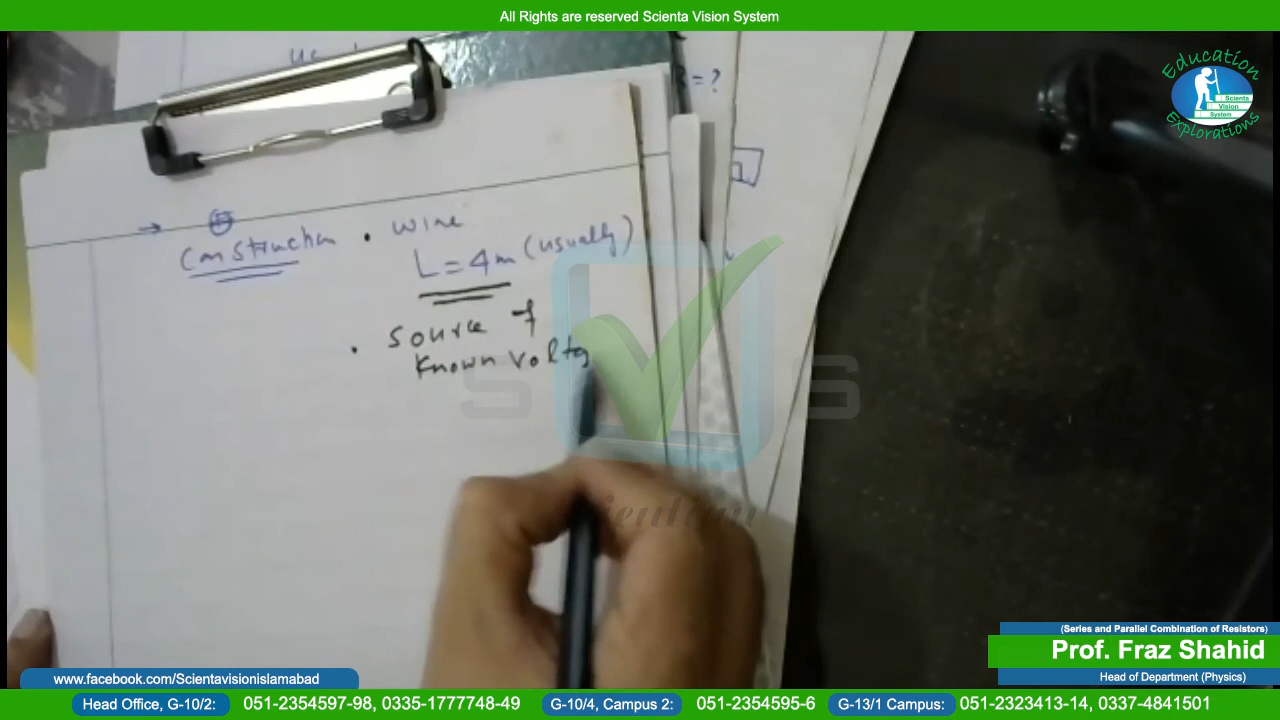 All Rights are reserved Scienta Vision System
Education
Scienta
Vision
System
Explorations
= ?
→
Construction . wire
L = 4m (usually)
. Source of
Known voltg
S V S
(Series and Parallel Combination of Resistors)
Prof. Fraz Shahid
Head of Department (Physics)
www.facebook.com/Scientavisionislamabad
Head Office, G-10/2: 051-2354597-98, 0335-1777748-49 G-10/4, Campus 2: 051-2354595-6 G-13/1 Campus: 051-2323413-14, 0337-4841501